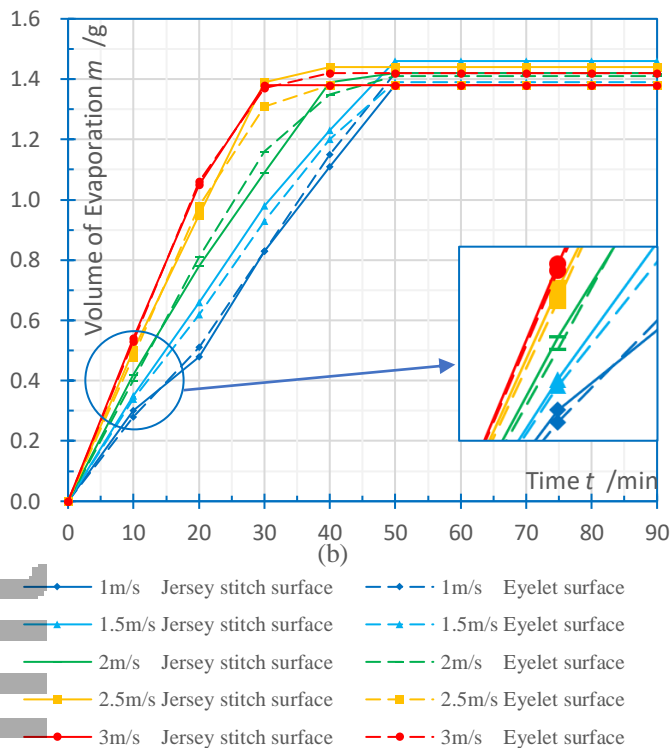 (b)
Volume of Evaporation m /g
1.6
1.4
1.2
1.0
0.8
0.6
0.4
0.2
0.0
0 10 20 30 40 50 60 70 80 90
Time t /min
(b)
1m/s Jersey stitch surface 1m/s Eyelet surface
1.5m/s Jersey stitch surface 1.5m/s Eyelet surface
2m/s Jersey stitch surface 2m/s Eyelet surface
2.5m/s Jersey stitch surface 2.5m/s Eyelet surface
3m/s Jersey stitch surface 3m/s Eyelet surface